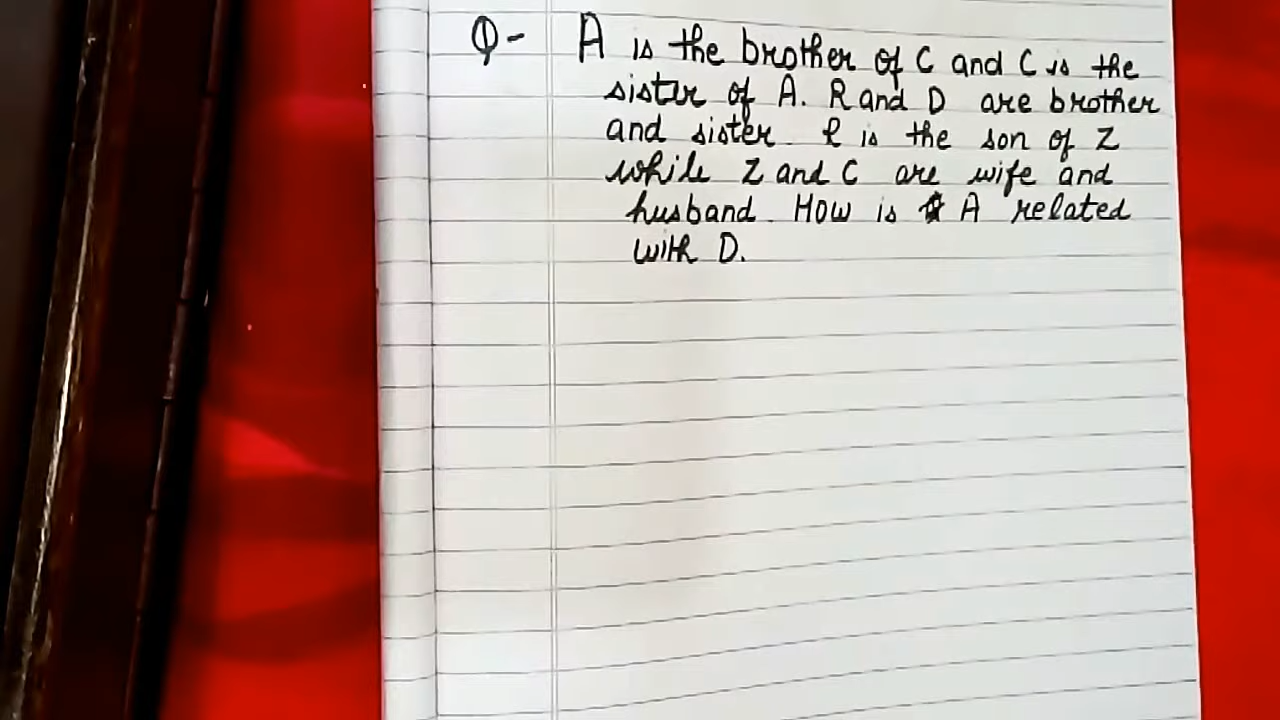 Q- A is the brother of C and C is the
sister of A. R and D are brother
and sister. R is the son of Z
while Z and C are wife and
husband. How is A related
with D.